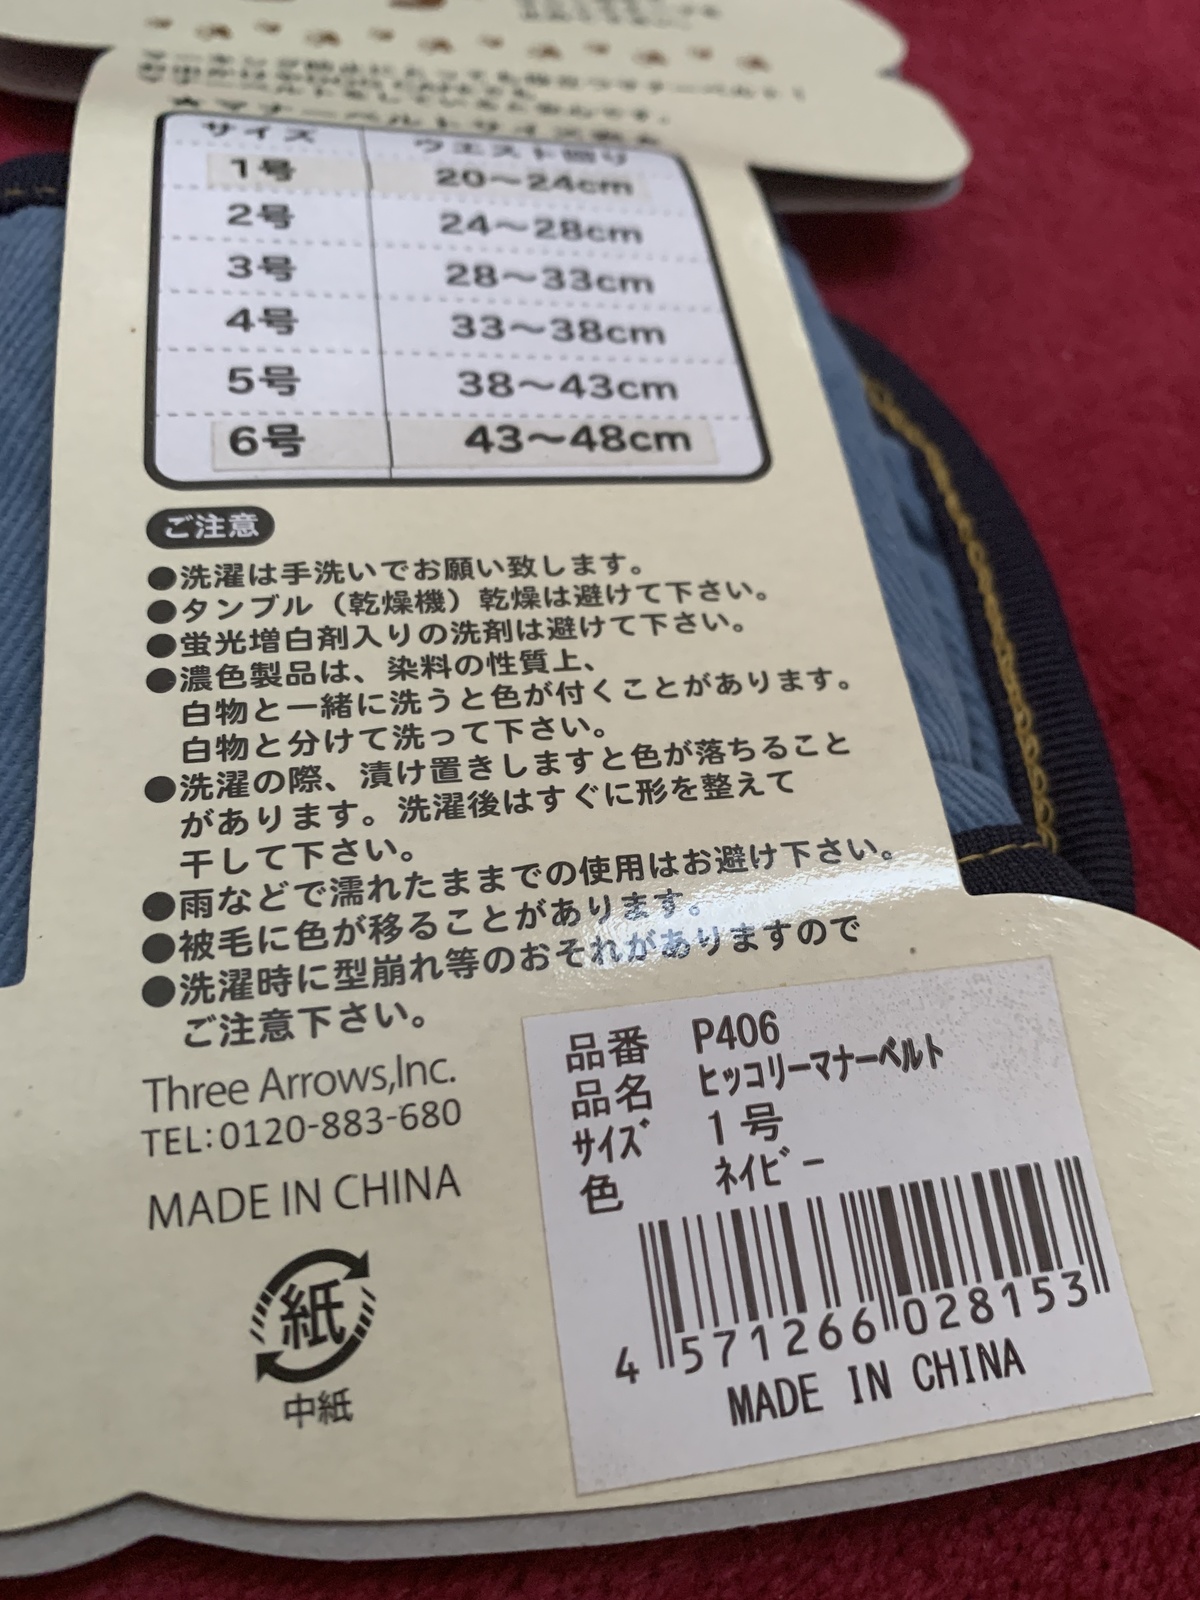 ★マナーベルトサイズ表★
サイズ ウエスト回り
1号 20〜24cm
2号 24〜28cm
3号 28〜33cm
4号 33〜38cm
5号 38〜43cm
6号 43〜48cm
ご注意
●洗濯は手洗いでお願い致します。
●タンブル（乾燥機）乾燥は避けて下さい。
●蛍光増白剤入りの洗剤は避けて下さい。
●濃色製品は、染料の性質上、
白物と一緒に洗うと色が付くことがあります。
白物と分けて洗って下さい。
●洗濯の際、漬け置きしますと色が落ちること
があります。洗濯後はすぐに形を整えて
干して下さい。
●雨などで濡れたままでの使用はお避け下さい。
●被毛に色が移ることがあります。
●洗濯時に型崩れ等のおそれがありますので
ご注意下さい。
Three Arrows,Inc.
TEL:0120-883-680
MADE IN CHINA
紙
中紙
品番 P406
品名 ヒッコリーマナーベルト
サイズ 1号
色 ネイビー
4 571266 028153
MADE IN CHINA